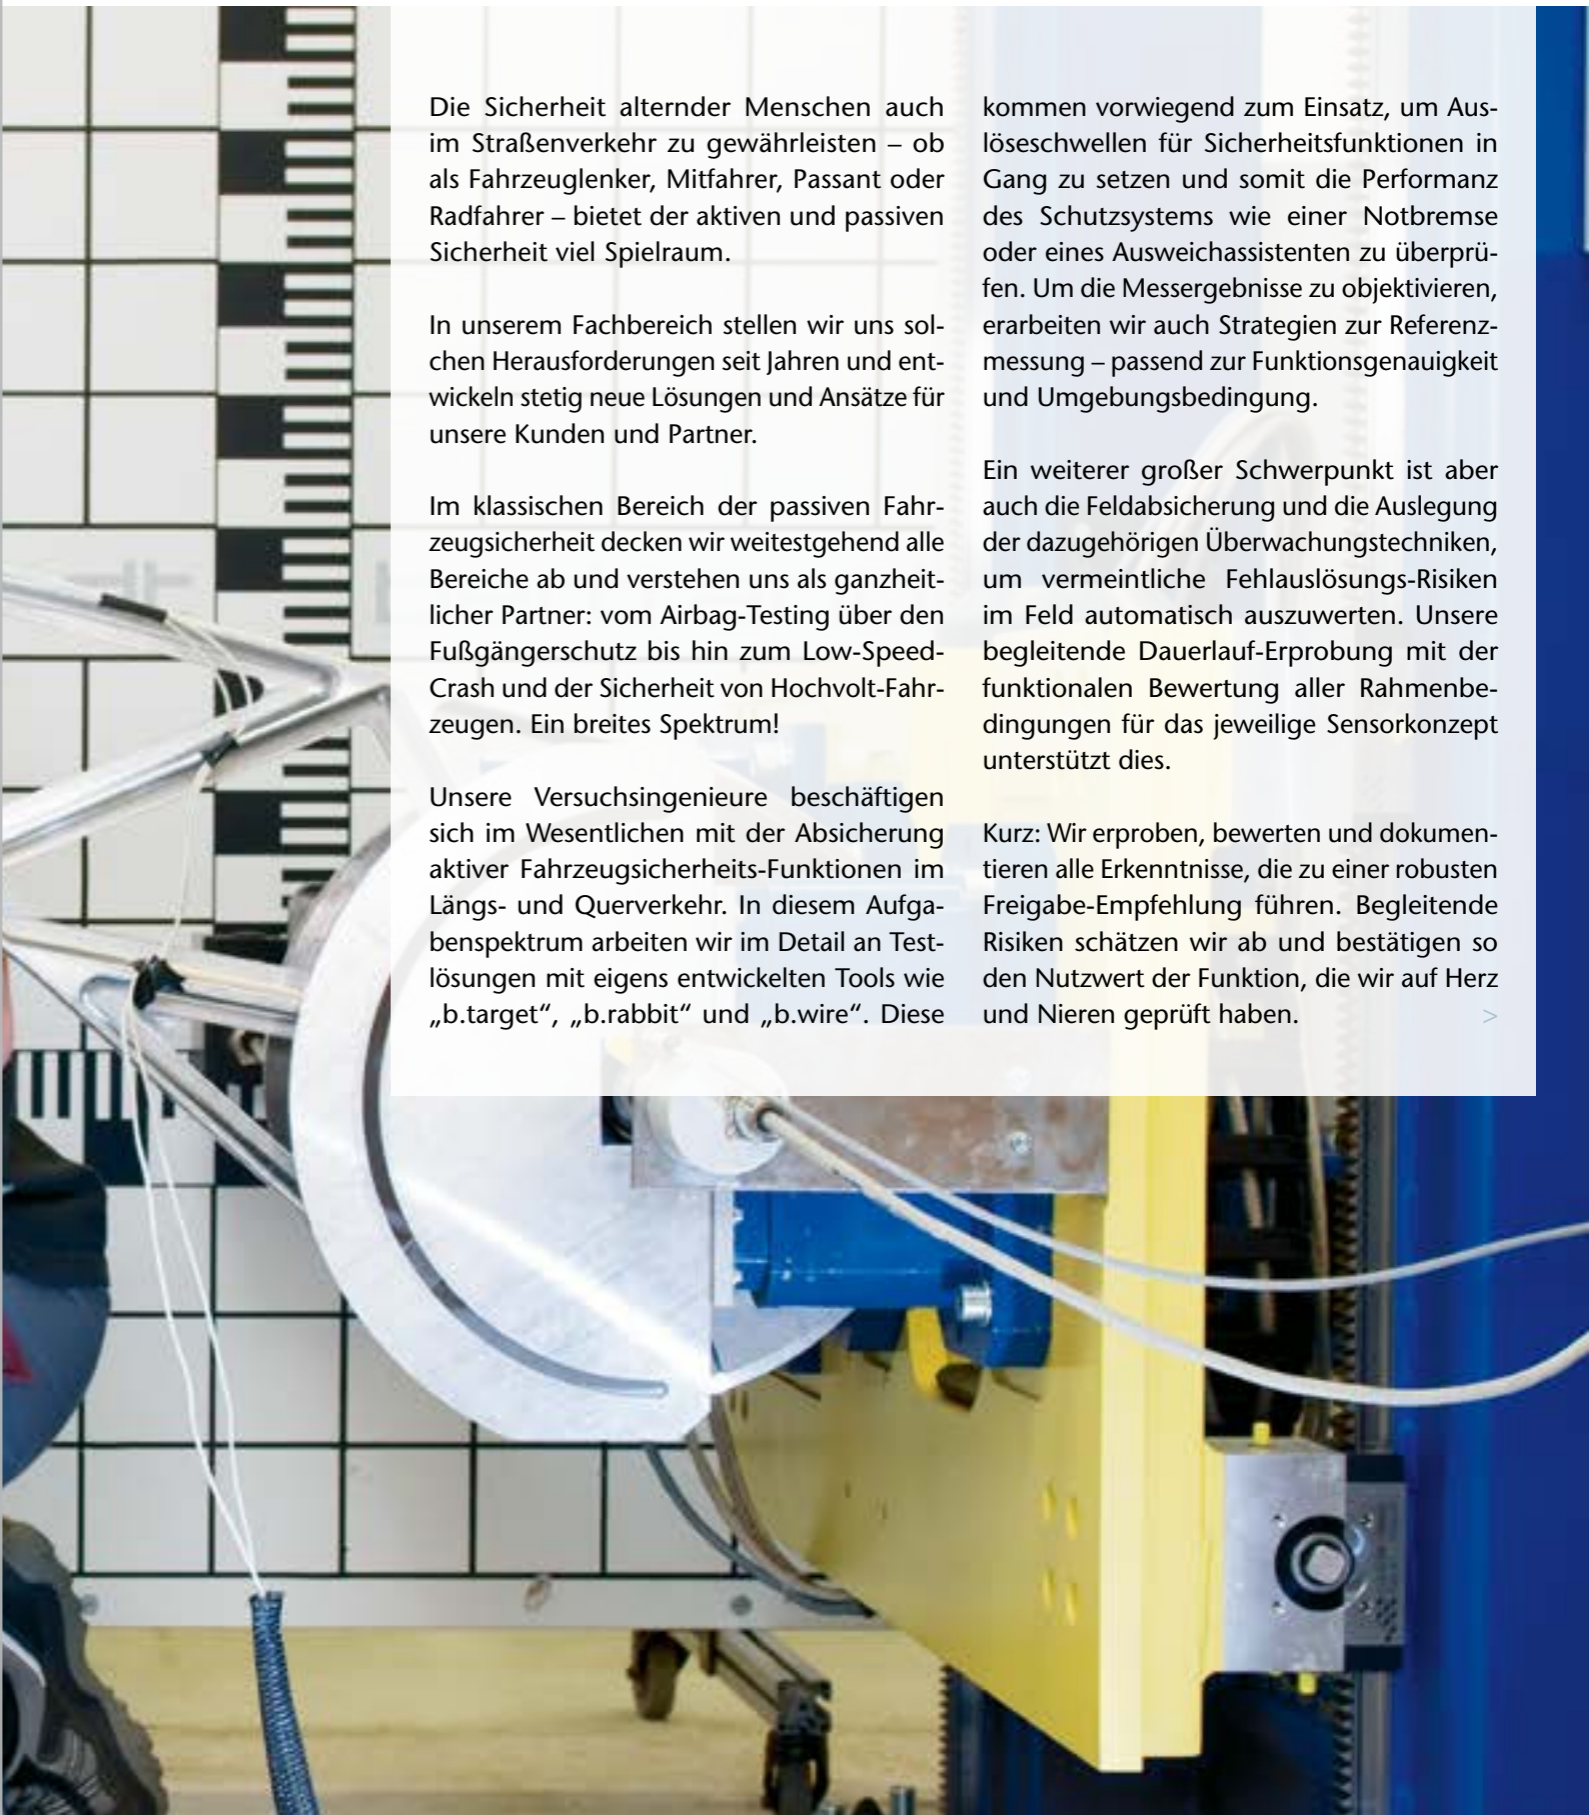 Die Sicherheit alternder Menschen auch
im Straßenverkehr zu gewährleisten – ob
als Fahrzeuglenker, Mitfahrer, Passant oder
Radfahrer – bietet der aktiven und passiven
Sicherheit viel Spielraum.
In unserem Fachbereich stellen wir uns sol-
chen Herausforderungen seit Jahren und ent-
wickeln stetig neue Lösungen und Ansätze für
unsere Kunden und Partner.
Im klassischen Bereich der passiven Fahr-
zeugsicherheit decken wir weitestgehend alle
Bereiche ab und verstehen uns als ganzheit-
licher Partner: vom Airbag-Testing über den
Fußgängerschutz bis hin zum Low-Speed-
Crash und der Sicherheit von Hochvolt-Fahr-
zeugen. Ein breites Spektrum!
Unsere Versuchsingenieure beschäftigen
sich im Wesentlichen mit der Absicherung
aktiver Fahrzeugsicherheits-Funktionen im
Längs- und Querverkehr. In diesem Aufga-
benspektrum arbeiten wir im Detail an Test-
lösungen mit eigens entwickelten Tools wie
„b.target“, „b.rabbit“ und „b.wire“. Diese
kommen vorwiegend zum Einsatz, um Aus-
löseschwellen für Sicherheitsfunktionen in
Gang zu setzen und somit die Performanz
des Schutzsystems wie einer Notbremse
oder eines Ausweichassistenten zu überprü-
fen. Um die Messergebnisse zu objektivieren,
erarbeiten wir auch Strategien zur Referenz-
messung – passend zur Funktionsgenauigkeit
und Umgebungsbedingung.
Ein weiterer großer Schwerpunkt ist aber
auch die Feldabsicherung und die Auslegung
der dazugehörigen Überwachungstechniken,
um vermeintliche Fehlauslösungs-Risiken
im Feld automatisch auszuwerten. Unsere
begleitende Dauerlauf-Erprobung mit der
funktionalen Bewertung aller Rahmenbe-
dingungen für das jeweilige Sensorkonzept
unterstützt dies.
Kurz: Wir erproben, bewerten und dokumen-
tieren alle Erkenntnisse, die zu einer robusten
Freigabe-Empfehlung führen. Begleitende
Risiken schätzen wir ab und bestätigen so
den Nutzwert der Funktion, die wir auf Herz
und Nieren geprüft haben. >